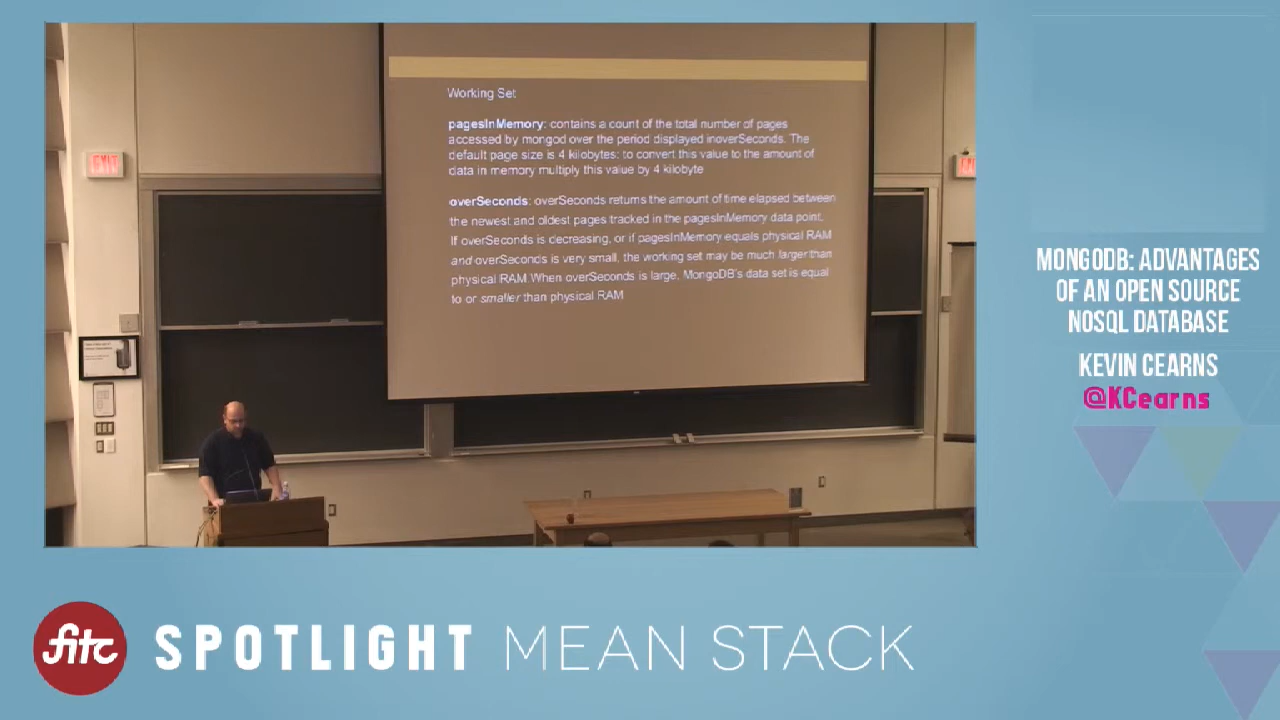 Working Set
pagesInMemory: contains a count of the total number of pages
accessed by mongod over the period displayed inoverSeconds. The
default page size is 4 kilobytes: to convert this value to the amount of
data in memory multiply this value by 4 kilobyte
overSeconds: overSeconds returns the amount of time elapsed between
the newest and oldest pages tracked in the pagesInMemory data point.
If overSeconds is decreasing, or if pagesInMemory equals physical RAM
and overSeconds is very small, the working set may be much larger than
physical RAM.When overSeconds is large, MongoDB's data set is equal
to or smaller than physical RAM
EXIT
MONGODB: ADVANTAGES
OF AN OPEN SOURCE
NOSQL DATABASE
KEVIN CEARNS
@KCearns
fitc SPOTLIGHT MEAN STACK